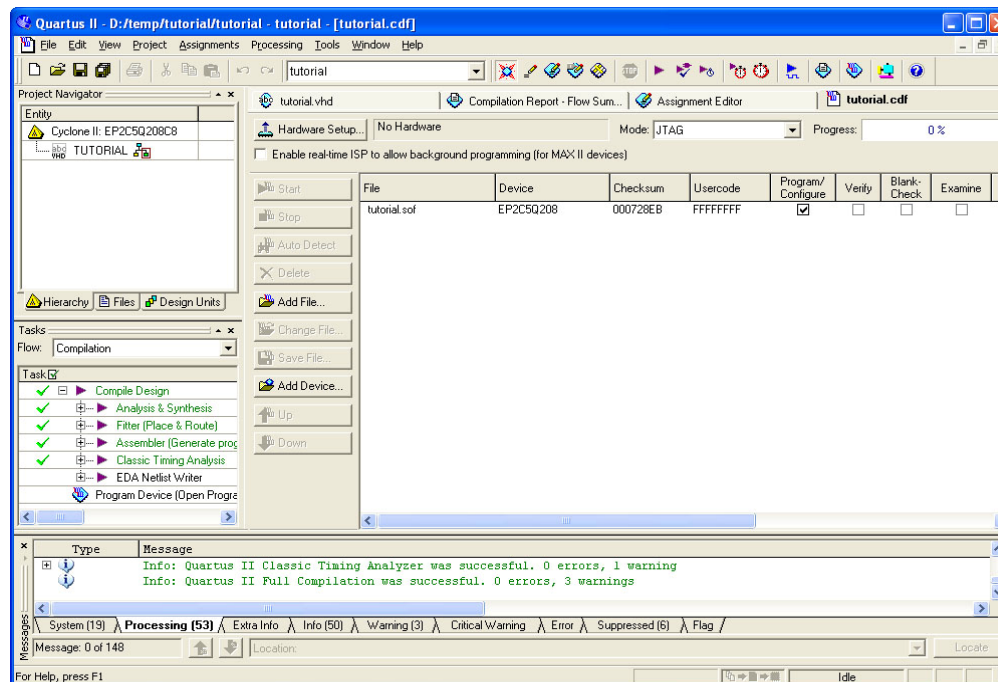 Quartus II - D:/temp/tutorial/tutorial - tutorial - [tutorial.cdf]
File Edit View Project Assignments Processing Tools Window Help
tutorial
Project Navigator
Entity
Cyclone II: EP2C5Q208C8
TUTORIAL
Hierarchy Files Design Units
Tasks
Flow: Compilation
Task
Compile Design
Analysis & Synthesis
Fitter (Place & Route)
Assembler (Generate prog
Classic Timing Analysis
EDA Netlist Writer
Program Device (Open Progra
tutorial.vhd Compilation Report - Flow Sum... Assignment Editor tutorial.cdf
Hardware Setup... No Hardware Mode: JTAG Progress: 0 %
Enable real-time ISP to allow background programming (for MAX II devices)
Start
Stop
Auto Detect
Delete
Add File...
Change File...
Save File...
Add Device...
Up
Down
File Device Checksum Usercode Program/ Configure Verify Blank- Check Examine
tutorial.sof EP2C5Q208 000728EB FFFFFFFF
Type Message
Info: Quartus II Classic Timing Analyzer was successful. 0 errors, 1 warning
Info: Quartus II Full Compilation was successful. 0 errors, 3 warnings
System (19) Processing (53) Extra Info Info (50) Warning (3) Critical Warning Error Suppressed (6) Flag
Messages
Message: 0 of 148 Location: Locate
For Help, press F1 Idle